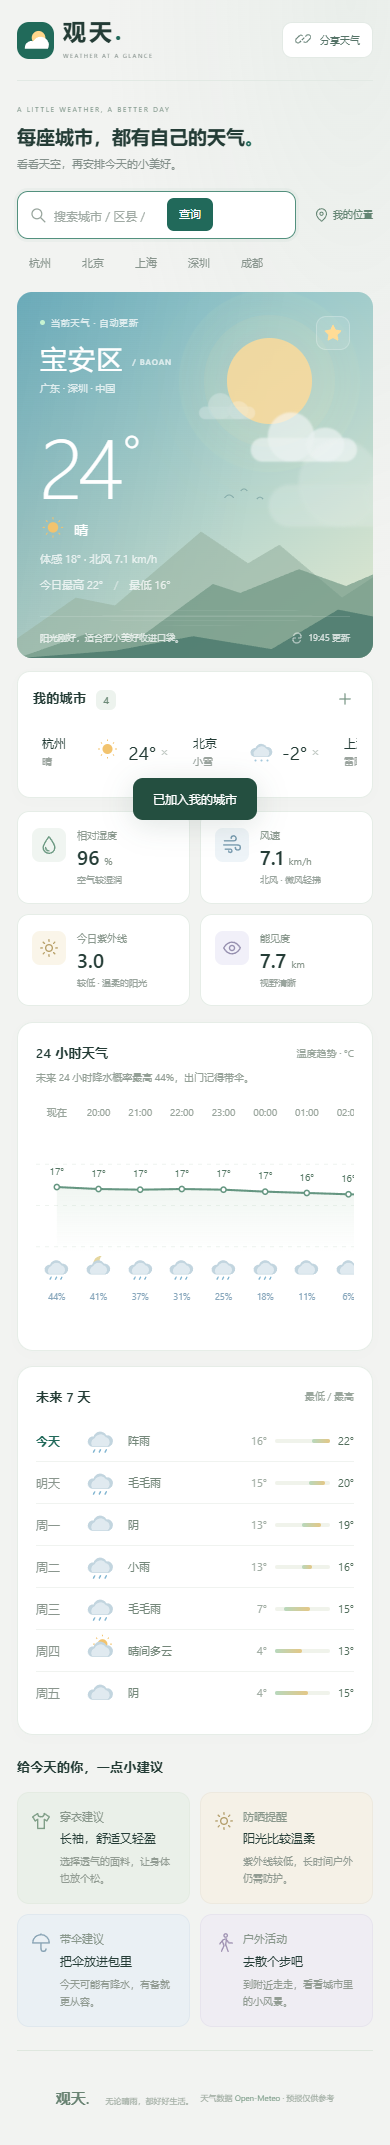 观天.
WEATHER AT A GLANCE
分享天气
A LITTLE WEATHER, A BETTER DAY
每座城市，都有自己的天气。
看看天空，再安排今天的小美好。
搜索城市 / 区县 /
查询
我的位置
杭州 北京 上海 深圳 成都
当前天气 · 自动更新
宝安区 / BAOAN
广东 · 深圳 · 中国
24°
晴
体感 18° · 北风 7.1 km/h
今日最高 22° / 最低 16°
阳光刚好，适合把小美好收进口袋。
19:45 更新
我的城市 4 +
杭州 24° × 北京 -2° ×
晴 小雪
已加入我的城市
相对湿度
96 %
空气较湿润
风速
7.1 km/h
北风 · 微风轻拂
今日紫外线
3.0
较低 · 温柔的阳光
能见度
7.7 km
视野清晰
24 小时天气 温度趋势 · °C
未来 24 小时降水概率最高 44%，出门记得带伞。
现在 20:00 21:00 22:00 23:00 00:00 01:00 02:0
17° 17° 17° 17° 17° 17° 16° 16°
44% 41% 37% 31% 25% 18% 11% 6%
未来 7 天 最低 / 最高
今天 阵雨 16° 22°
明天 毛毛雨 15° 20°
周一 阴 13° 19°
周二 小雨 13° 16°
周三 毛毛雨 7° 15°
周四 晴间多云 4° 13°
周五 阴 4° 15°
给今天的你，一点小建议
穿衣建议
长袖，舒适又轻盈
选择透气的面料，让身体
也放个松。
防晒提醒
阳光比较温柔
紫外线较低，长时间户外
仍需防护。
带伞建议
把伞放进包里
今天可能有降水，有备就
更从容。
户外活动
去散个步吧
到附近走走，看看城市里
的小风景。
观天.
无论晴雨，都好好生活。
天气数据 Open-Meteo · 预报仅供参考